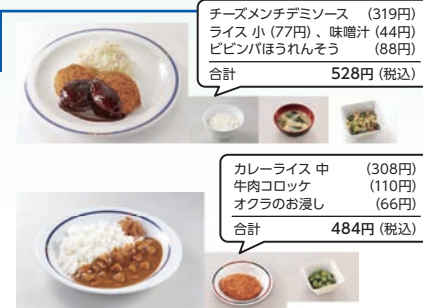 チーズメンチデミソース （319円）
ライス 小（77円）、味噌汁（44円）
ビビンバほうれんそう （88円）
合計 528円（税込）
カレーライス 中 （308円）
牛肉コロッケ （110円）
オクラのお浸し （66円）
合計 484円（税込）